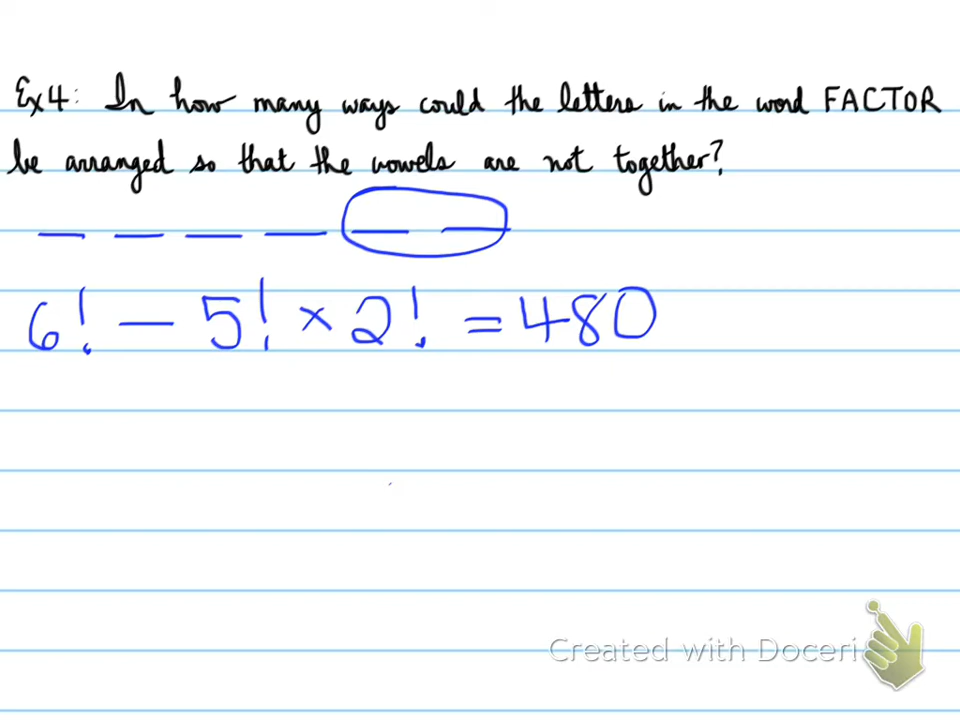 Ex4: In how many ways could the letters in the word FACTOR
be arranged so that the vowels are not together?
6! - 5! × 2! = 480
Created with Doceri